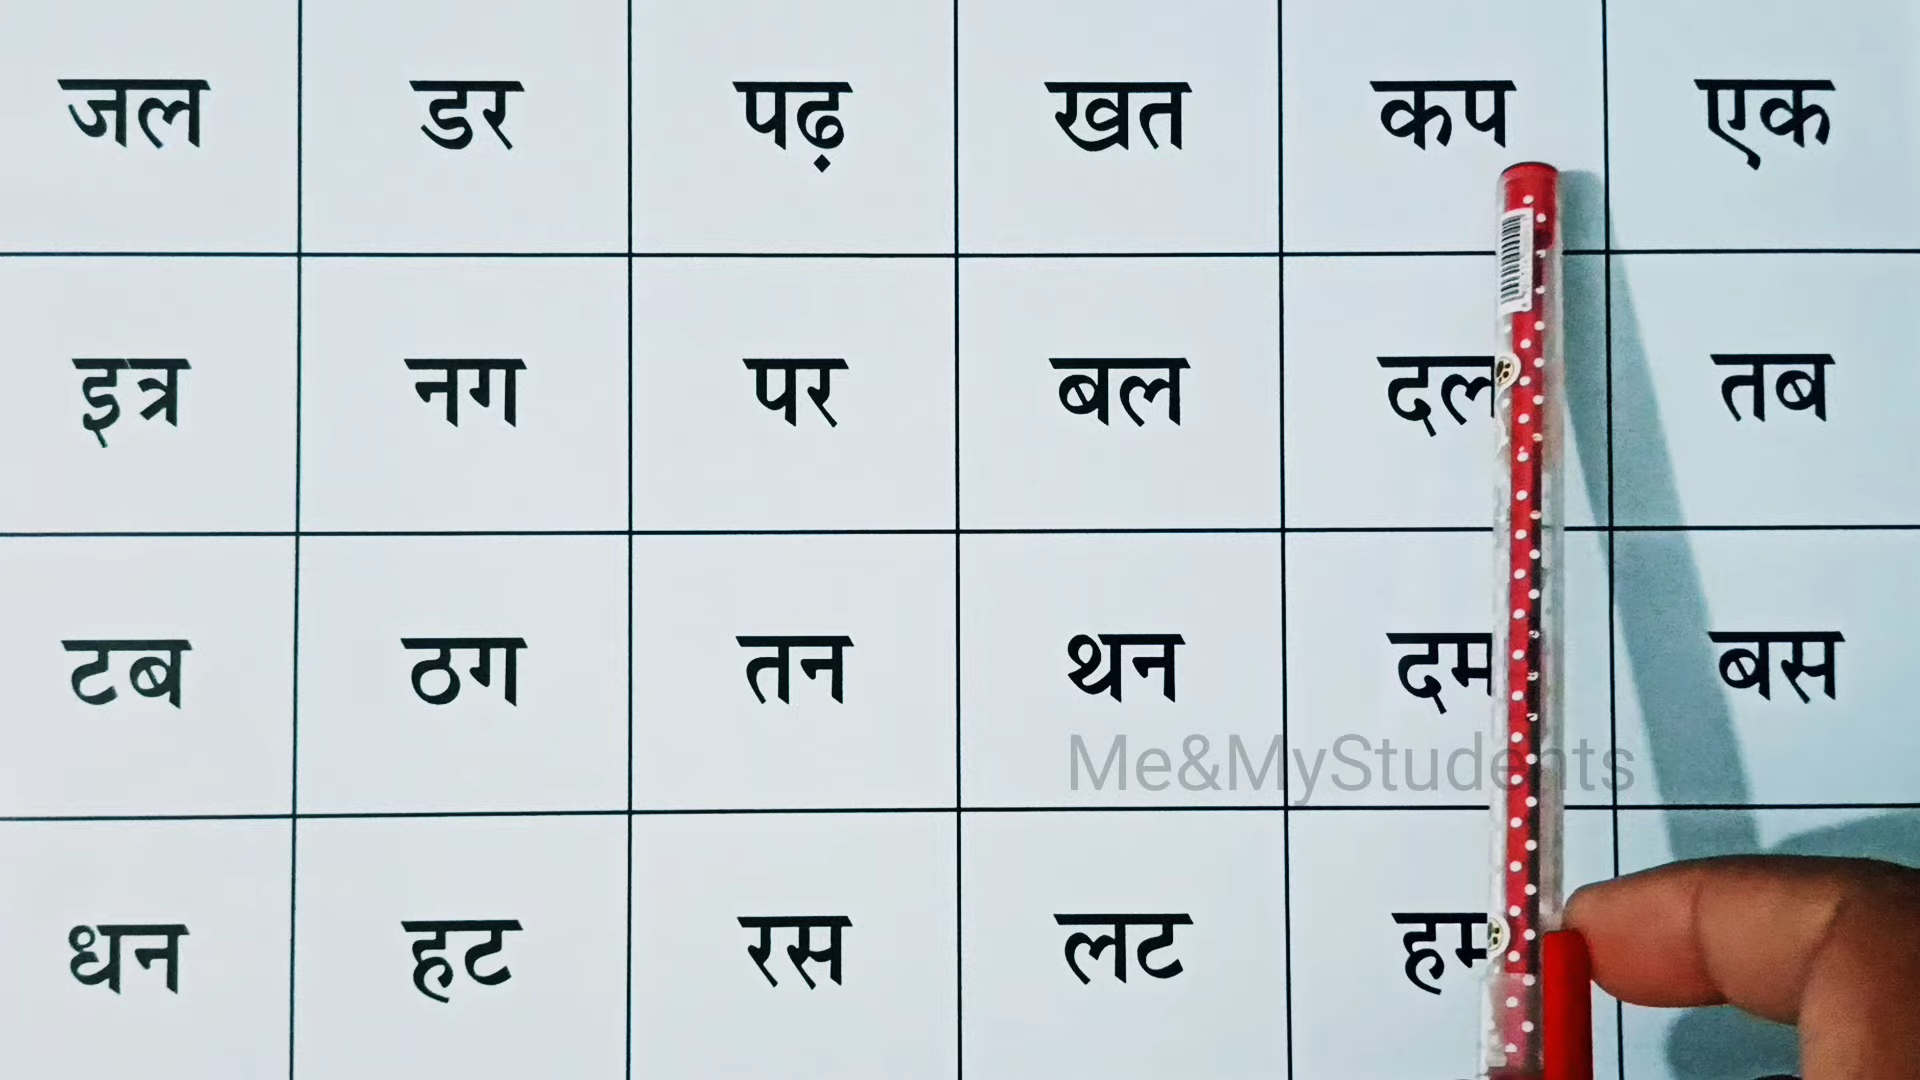 जल डर पढ़ खत कप एक
इत्र नग पर बल दल तब
टब ठग तन थन दम बस
Me&MyStudents
धन हट रस लट हम